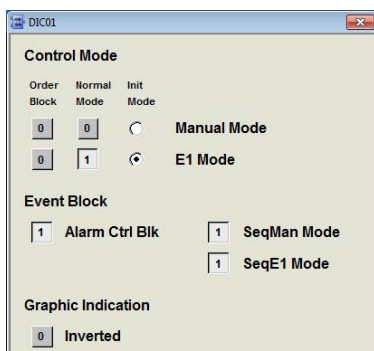 DIC01
Control Mode
Order Normal Init
Block Mode Mode
0 0 Manual Mode
0 1 E1 Mode
Event Block
1 Alarm Ctrl Blk 1 SeqMan Mode
1 SeqE1 Mode
Graphic Indication
0 Inverted